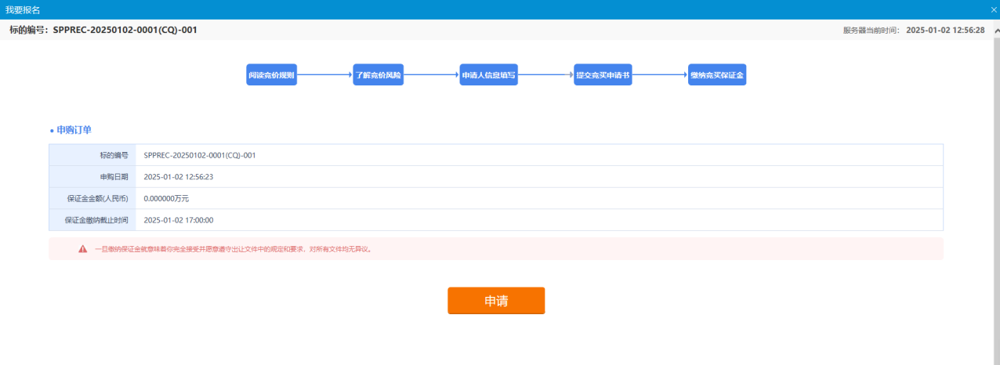 我要报名
标的编号：SPPREC-20250102-0001(CQ)-001 服务器当前时间： 2025-01-02 12:56:28
阅读竞价规则 了解竞价风险 申请人信息填写 提交竞买申请书 缴纳竞买保证金
申购订单
标的编号 SPPREC-20250102-0001(CQ)-001
申购日期 2025-01-02 12:56:23
保证金金额(人民币) 0.000000万元
保证金缴纳截止时间 2025-01-02 17:00:00
一旦缴纳保证金就意味着你完全接受并愿意遵守出让文件中的规定和要求，对所有文件均无异议。
申请